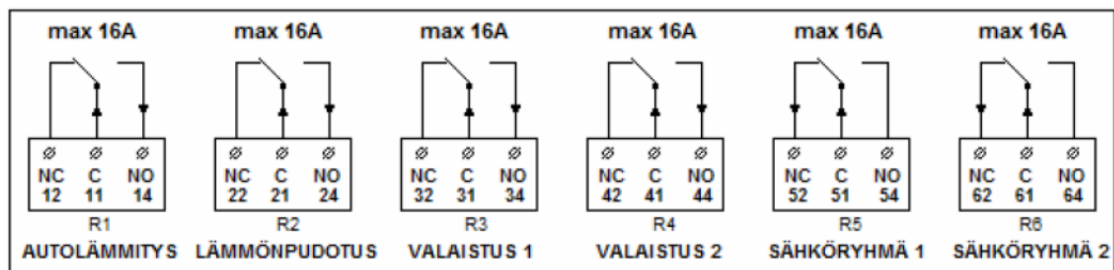 max 16A max 16A max 16A max 16A max 16A max 16A
NC C NO NC C NO NC C NO NC C NO NC C NO NC C NO
12 11 14 22 21 24 32 31 34 42 41 44 52 51 54 62 61 64
R1 R2 R3 R4 R5 R6
AUTOLÄMMITYS LÄMMÖNPUDOTUS VALAISTUS 1 VALAISTUS 2 SÄHKÖRYHMÄ 1 SÄHKÖRYHMÄ 2